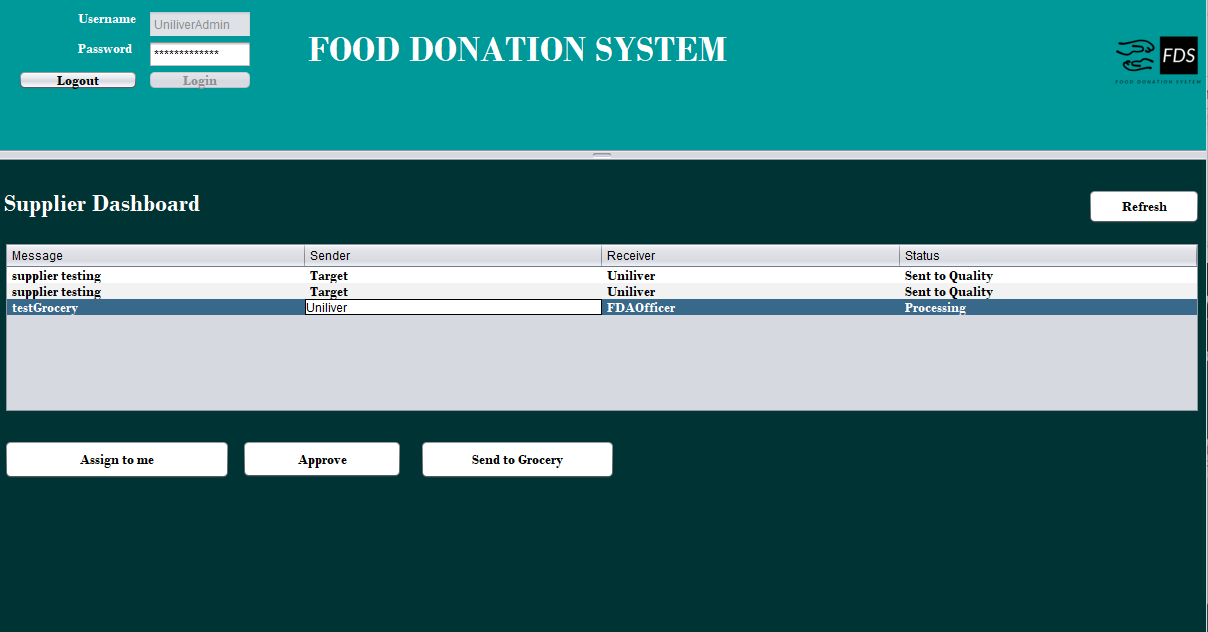 Username UniliverAdmin
Password *************
Logout Login
FOOD DONATION SYSTEM
FDS
FOOD DONATION SYSTEM
Supplier Dashboard
Refresh
Message Sender Receiver Status
supplier testing Target Uniliver Sent to Quality
supplier testing Target Uniliver Sent to Quality
testGrocery Uniliver FDAOfficer Processing
Assign to me Approve Send to Grocery